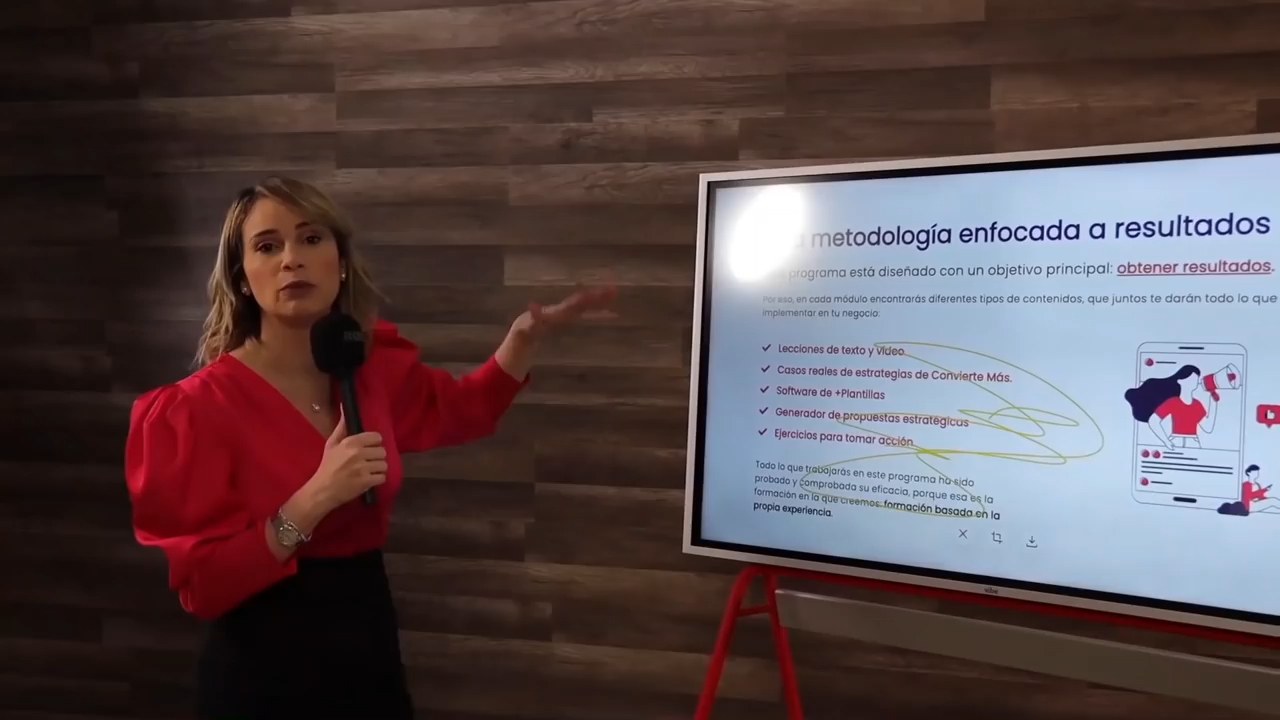 metodología enfocada a resultados
programa está diseñado con un objetivo principal: obtener resultados.
Por eso, en cada módulo encontrarás diferentes tipos de contenidos, que juntos te darán todo lo que
implementar en tu negocio:
Lecciones de texto y vídeo
Casos reales de estrategias de Convierte Más.
Software de +Plantillas
Generador de propuestas estratégicas
Ejercicios para tomar acción
Todo lo que trabajarás en este programa ha sido
probado y comprobada su eficacia, porque esa es la
formación en la que creemos: formación basada en la
propia experiencia.
vibe